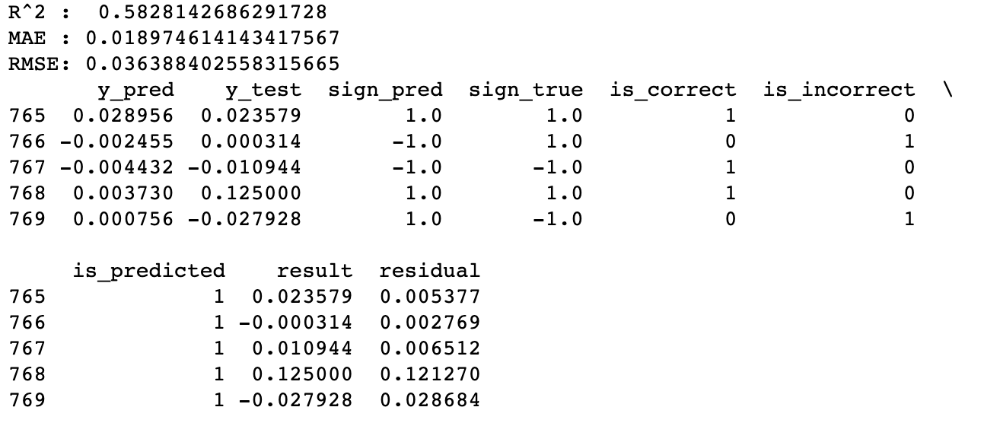 R^2 :  0.5828142686291728
MAE : 0.018974614143417567
RMSE: 0.036388402558315665
y_pred y_test sign_pred sign_true is_correct is_incorrect \
765 0.028956 0.023579 1.0 1.0 1 0
766 -0.002455 0.000314 -1.0 1.0 0 1
767 -0.004432 -0.010944 -1.0 -1.0 1 0
768 0.003730 0.125000 1.0 1.0 1 0
769 0.000756 -0.027928 1.0 -1.0 0 1
is_predicted result residual
765 1 0.023579 0.005377
766 1 -0.000314 0.002769
767 1 0.010944 0.006512
768 1 0.125000 0.121270
769 1 -0.027928 0.028684